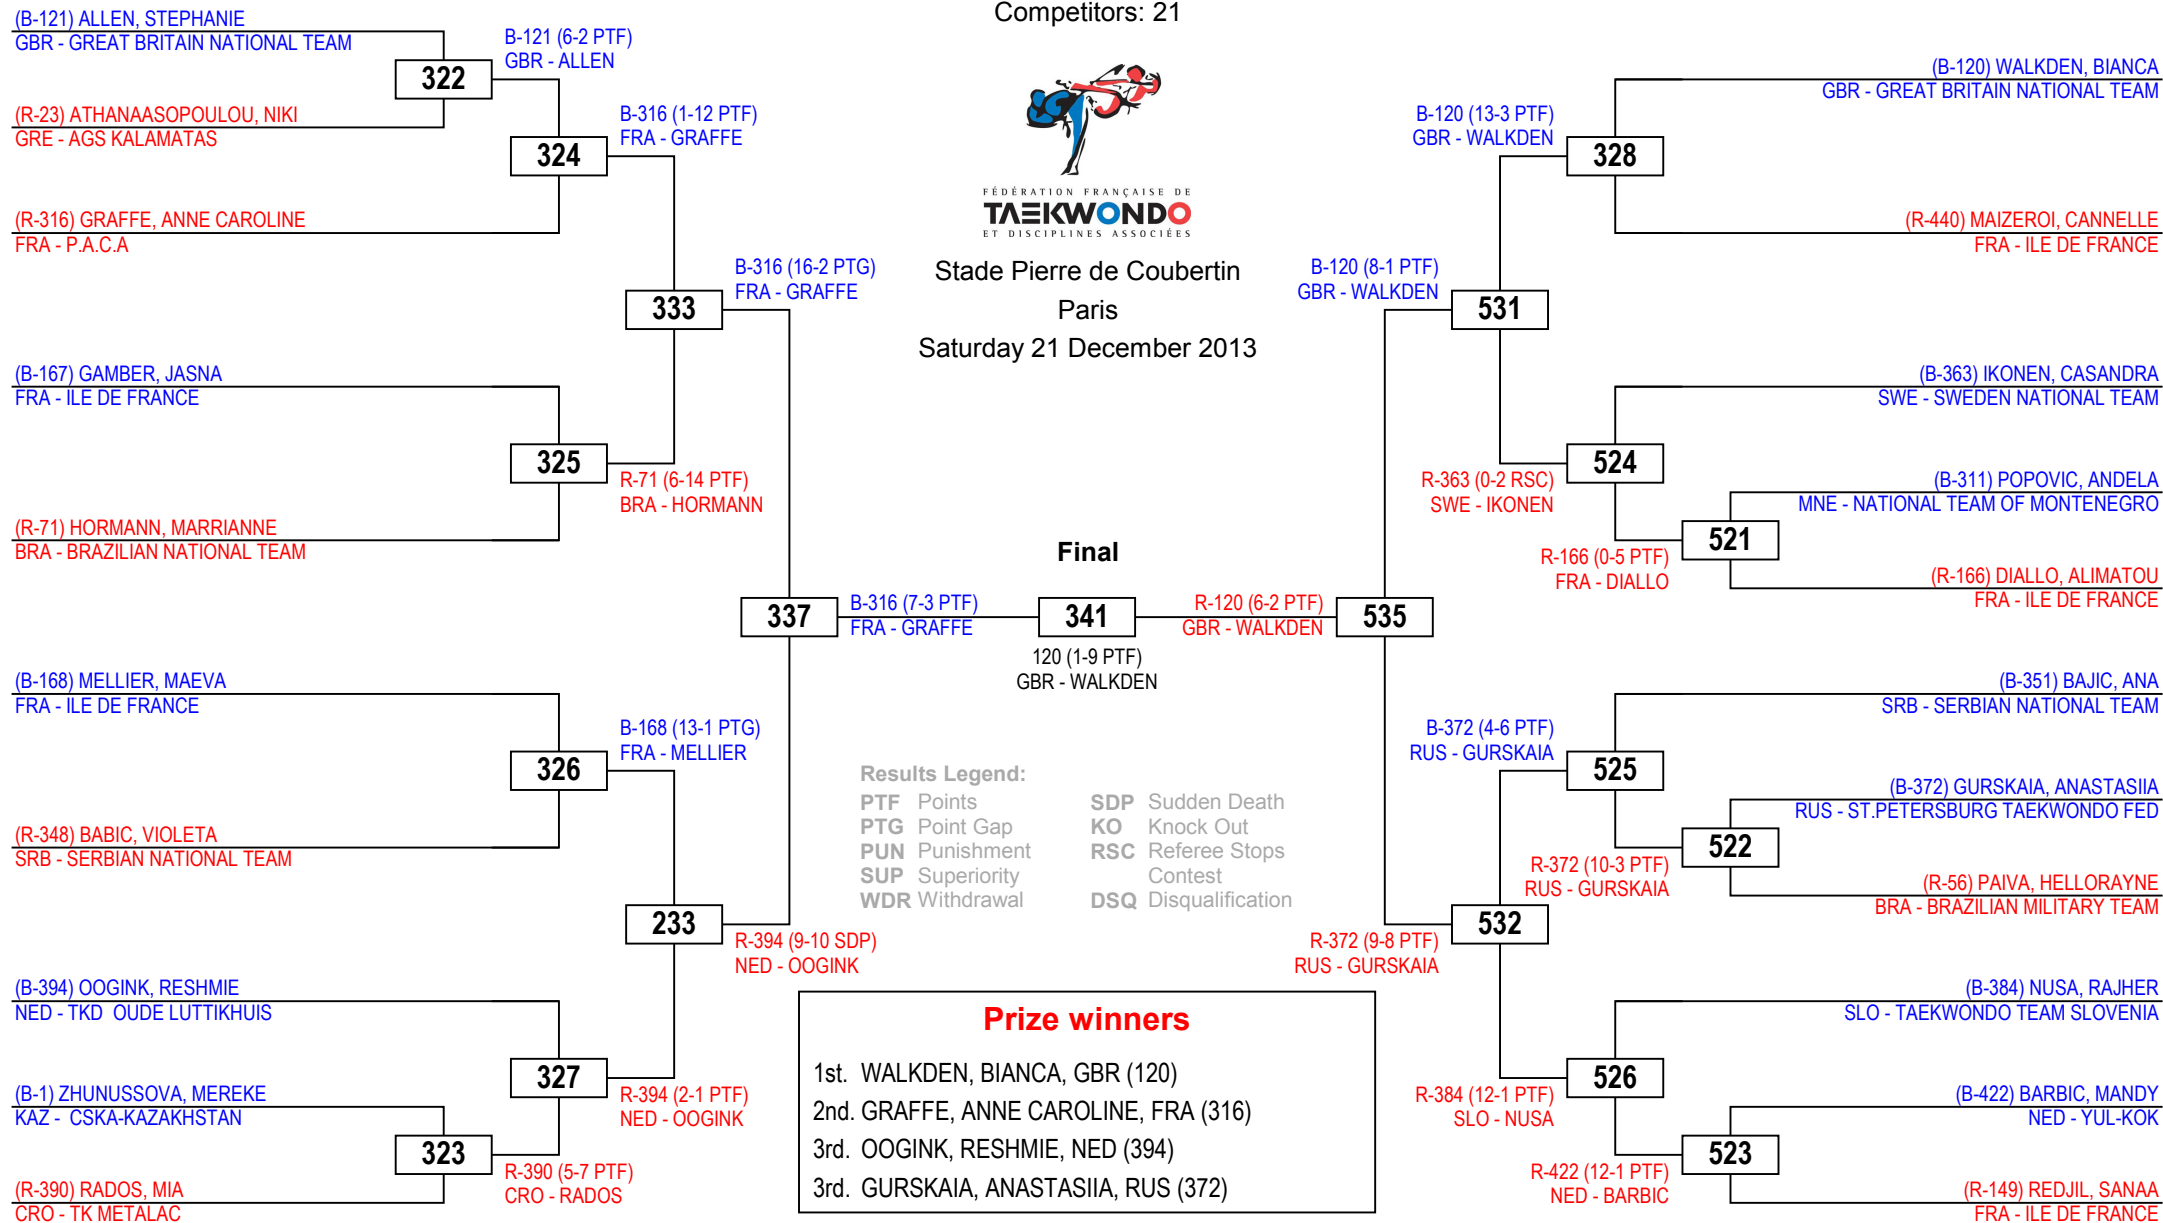 Competitors: 21
FÉDÉRATION FRANÇAISE DE
TAEKWONDO
ET DISCIPLINES ASSOCIÉES
Stade Pierre de Coubertin
Paris
Saturday 21 December 2013
(B-121) ALLEN, STEPHANIE
GBR - GREAT BRITAIN NATIONAL TEAM
(R-23) ATHANAASOPOULOU, NIKI
GRE - AGS KALAMATAS
(R-316) GRAFFE, ANNE CAROLINE
FRA - P.A.C.A
(B-167) GAMBER, JASNA
FRA - ILE DE FRANCE
(R-71) HORMANN, MARRIANNE
BRA - BRAZILIAN NATIONAL TEAM
(B-168) MELLIER, MAEVA
FRA - ILE DE FRANCE
(R-348) BABIC, VIOLETA
SRB - SERBIAN NATIONAL TEAM
(B-394) OOGINK, RESHMIE
NED - TKD  OUDE LUTTIKHUIS
(B-1) ZHUNUSSOVA, MEREKE
KAZ -  CSKA-KAZAKHSTAN
(R-390) RADOS, MIA
CRO - TK METALAC
322
B-121 (6-2 PTF)
GBR - ALLEN
323
R-390 (5-7 PTF)
CRO - RADOS
324
B-316 (1-12 PTF)
FRA - GRAFFE
325
R-71 (6-14 PTF)
BRA - HORMANN
326
B-168 (13-1 PTG)
FRA - MELLIER
327
R-394 (2-1 PTF)
NED - OOGINK
333
B-316 (16-2 PTG)
FRA - GRAFFE
233
R-394 (9-10 SDP)
NED - OOGINK
337
B-316 (7-3 PTF)
FRA - GRAFFE
Final
341
120 (1-9 PTF)
GBR - WALKDEN
R-120 (6-2 PTF)
GBR - WALKDEN
535
B-120 (8-1 PTF)
GBR - WALKDEN
531
R-372 (9-8 PTF)
RUS - GURSKAIA
532
B-120 (13-3 PTF)
GBR - WALKDEN
328
R-363 (0-2 RSC)
SWE - IKONEN
524
B-372 (4-6 PTF)
RUS - GURSKAIA
525
R-384 (12-1 PTF)
SLO - NUSA
526
R-166 (0-5 PTF)
FRA - DIALLO
521
R-372 (10-3 PTF)
RUS - GURSKAIA
522
R-422 (12-1 PTF)
NED - BARBIC
523
(B-120) WALKDEN, BIANCA
GBR - GREAT BRITAIN NATIONAL TEAM
(R-440) MAIZEROI, CANNELLE
FRA - ILE DE FRANCE
(B-363) IKONEN, CASANDRA
SWE - SWEDEN NATIONAL TEAM
(B-311) POPOVIC, ANDELA
MNE - NATIONAL TEAM OF MONTENEGRO
(R-166) DIALLO, ALIMATOU
FRA - ILE DE FRANCE
(B-351) BAJIC, ANA
SRB - SERBIAN NATIONAL TEAM
(B-372) GURSKAIA, ANASTASIIA
RUS - ST.PETERSBURG TAEKWONDO FED
(R-56) PAIVA, HELLORAYNE
BRA - BRAZILIAN MILITARY TEAM
(B-384) NUSA, RAJHER
SLO - TAEKWONDO TEAM SLOVENIA
(B-422) BARBIC, MANDY
NED - YUL-KOK
(R-149) REDJIL, SANAA
FRA - ILE DE FRANCE
Results Legend:
PTF Points SDP Sudden Death
PTG Point Gap KO Knock Out
PUN Punishment RSC Referee Stops
SUP Superiority Contest
WDR Withdrawal DSQ Disqualification
Prize winners
1st. WALKDEN, BIANCA, GBR (120)
2nd. GRAFFE, ANNE CAROLINE, FRA (316)
3rd. OOGINK, RESHMIE, NED (394)
3rd. GURSKAIA, ANASTASIIA, RUS (372)